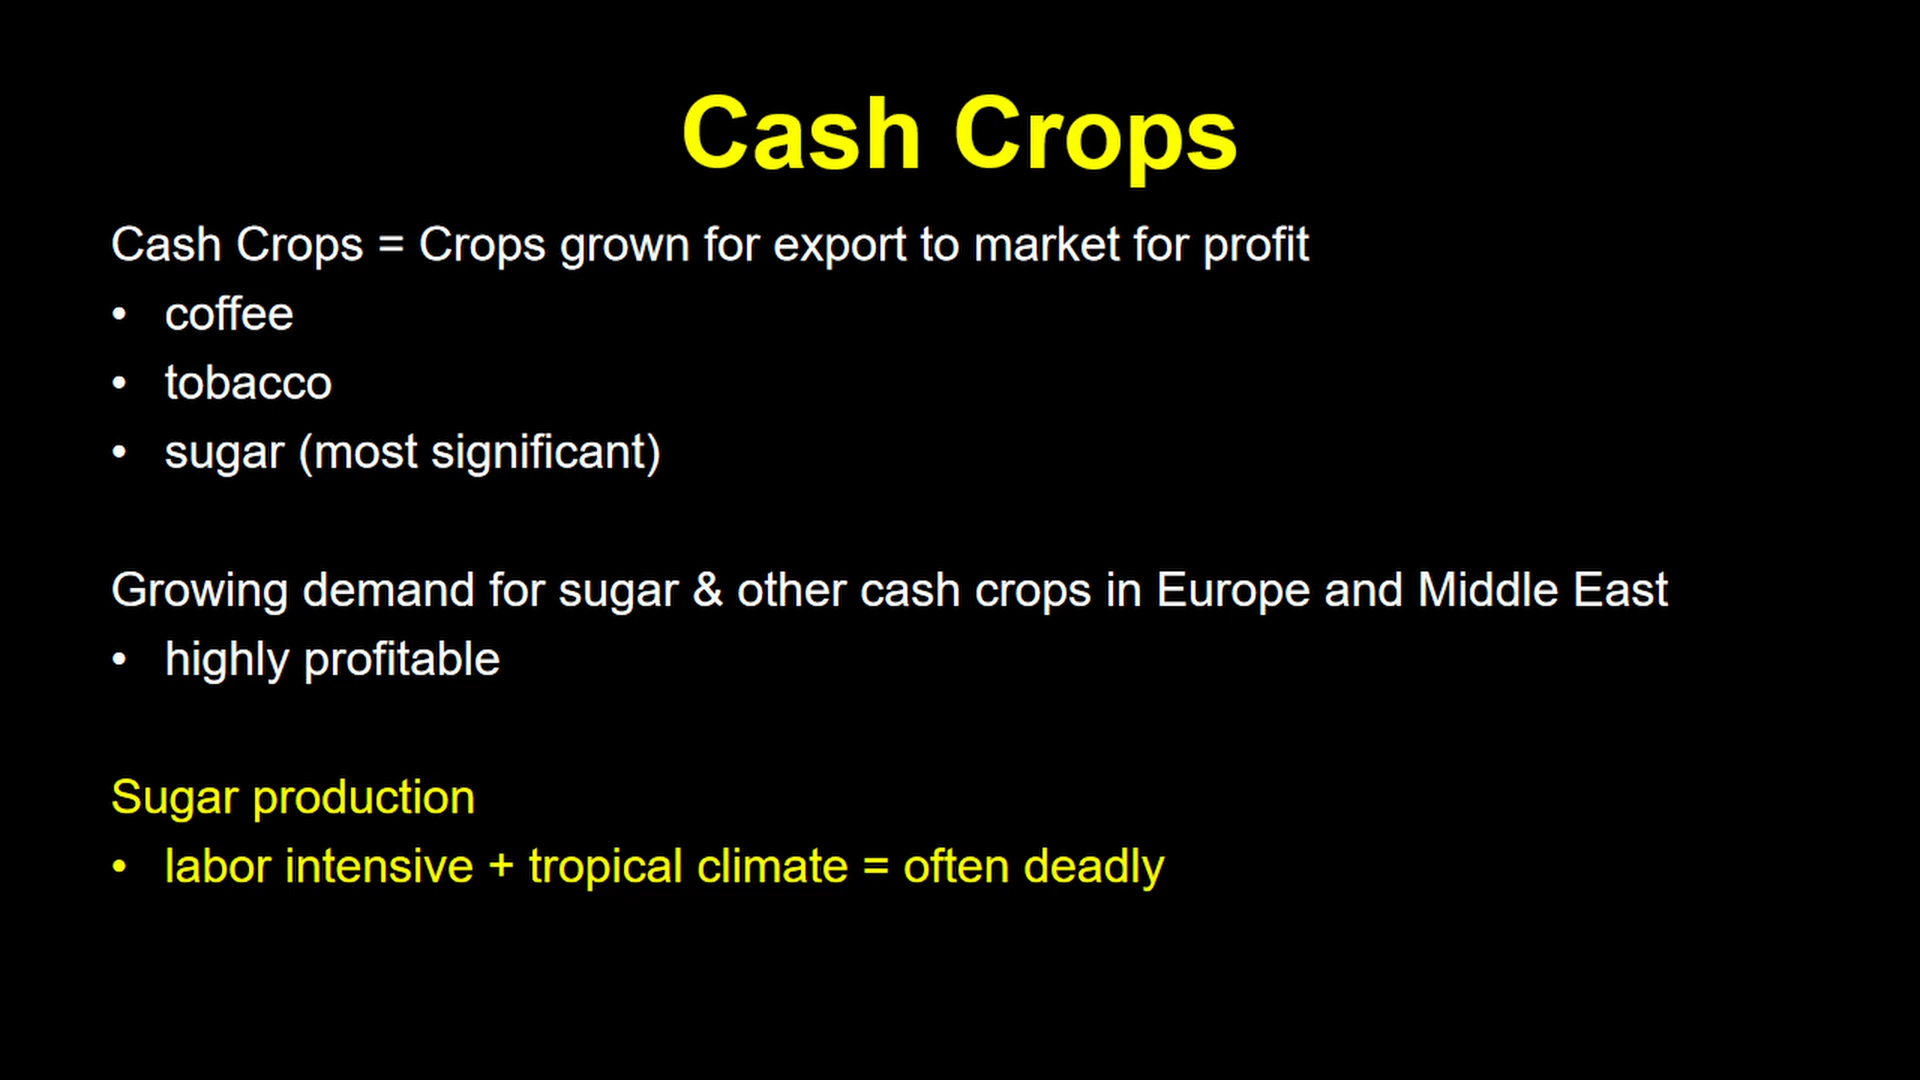 Cash Crops
Cash Crops = Crops grown for export to market for profit
• coffee
• tobacco
• sugar (most significant)
Growing demand for sugar & other cash crops in Europe and Middle East
• highly profitable
Sugar production
• labor intensive + tropical climate = often deadly